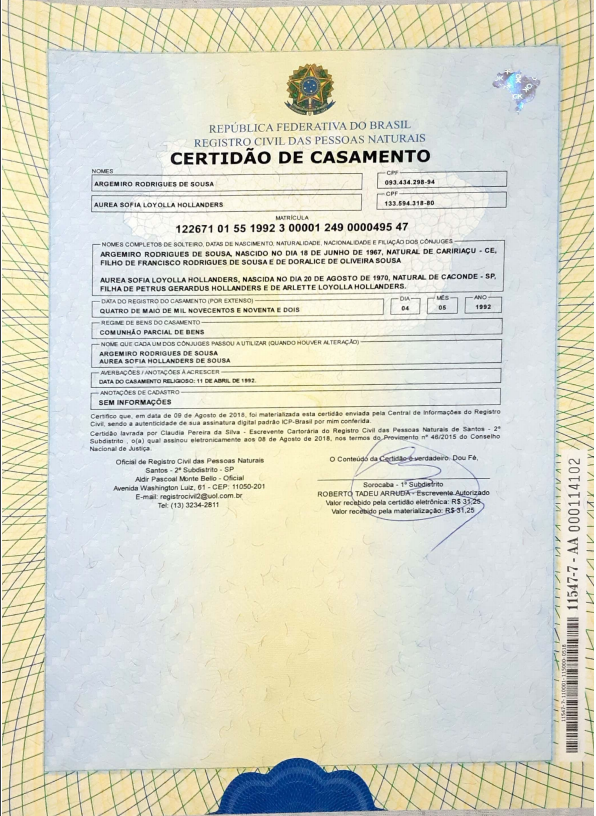 REPÚBLICA FEDERATIVA DO BRASIL
REGISTRO CIVIL DAS PESSOAS NATURAIS
CERTIDÃO DE CASAMENTO
NOMES
ARGEMIRO RODRIGUES DE SOUSA
CPF
093.434.298-94
AUREA SOFIA LOYOLLA HOLLANDERS
CPF
133.594.318-80
MATRÍCULA
122671 01 55 1992 3 00001 249 0000495 47
NOMES COMPLETOS DE SOLTEIRO, DATAS DE NASCIMENTO, NATURALIDADE, NACIONALIDADE E FILIAÇÃO DOS CÔNJUGES
ARGEMIRO RODRIGUES DE SOUSA, NASCIDO NO DIA 18 DE JUNHO DE 1967, NATURAL DE CARIRIAÇU - CE,
FILHO DE FRANCISCO RODRIGUES DE SOUSA E DE DORALICE DE OLIVEIRA SOUSA
AUREA SOFIA LOYOLLA HOLLANDERS, NASCIDA NO DIA 20 DE AGOSTO DE 1970, NATURAL DE CACONDE - SP,
FILHA DE PETRUS GERARDUS HOLLANDERS E DE ARLETTE LOYOLLA HOLLANDERS.
DATA DO REGISTRO DO CASAMENTO (POR EXTENSO)
QUATRO DE MAIO DE MIL NOVECENTOS E NOVENTA E DOIS
DIA
04
MÊS
05
ANO
1992
REGIME DE BENS DO CASAMENTO
COMUNHÃO PARCIAL DE BENS
NOME QUE CADA UM DOS CÔNJUGES PASSOU A UTILIZAR (QUANDO HOUVER ALTERAÇÃO)
ARGEMIRO RODRIGUES DE SOUSA
AUREA SOFIA HOLLANDERS DE SOUSA
AVERBAÇÕES / ANOTAÇÕES À ACRESCER
DATA DO CASAMENTO RELIGIOSO: 11 DE ABRIL DE 1992.
ANOTAÇÕES DE CADASTRO
SEM INFORMAÇÕES
Certifico que, em data de 09 de Agosto de 2018, foi materializada esta certidão enviada pela Central de Informações do Registro
Civil, sendo a autenticidade de sua assinatura digital padrão ICP-Brasil por mim conferida.
Certidão lavrada por Claudia Pereira da Silva - Escrevente Cartorária do Registro Civil das Pessoas Naturais de Santos - 2º
Subdistrito , o(a) qual assinou eletronicamente aos 08 de Agosto de 2018, nos termos do Provimento nº 46/2015 do Conselho
Nacional de Justiça.
Oficial de Registro Civil das Pessoas Naturais
Santos - 2º Subdistrito - SP
Aldir Pascoal Monte Bello - Oficial
Avenida Washington Luiz, 61 - CEP: 11050-201
E-mail: registrocivil2@uol.com.br
Tel: (13) 3234-2811
O Conteúdo da Certidão é verdadeiro. Dou Fé,
Sorocaba - 1º Subdistrito
ROBERTO TADEU ARRUDA - Escrevente Autorizado
Valor recebido pela certidão eletrônica: R$ 31,25
Valor recebido pela materialização: R$ 31,25
11547-7 - AA 000114102